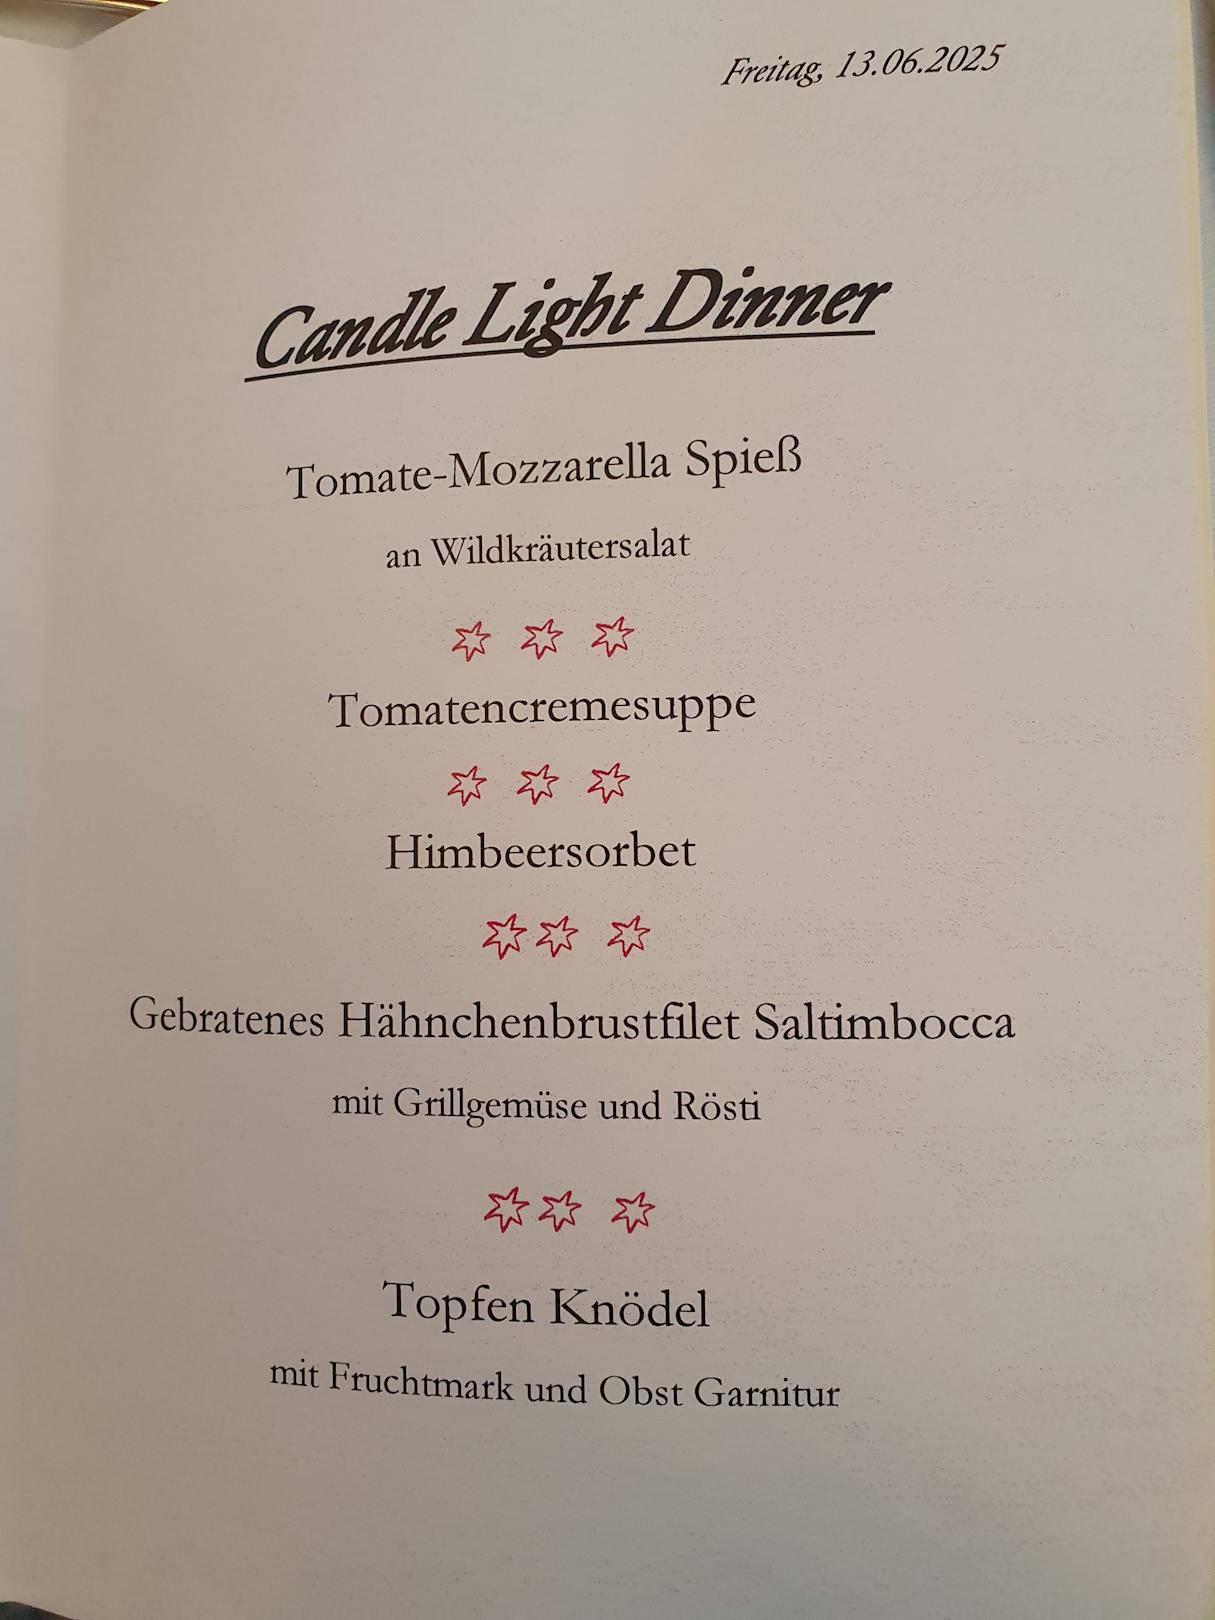 Freitag, 13.06.2025
Candle Light Dinner
Tomate-Mozzarella Spieß
an Wildkräutersalat
Tomatencremesuppe
Himbeersorbet
Gebratenes Hähnchenbrustfilet Saltimbocca
mit Grillgemüse und Rösti
Topfen Knödel
mit Fruchtmark und Obst Garnitur